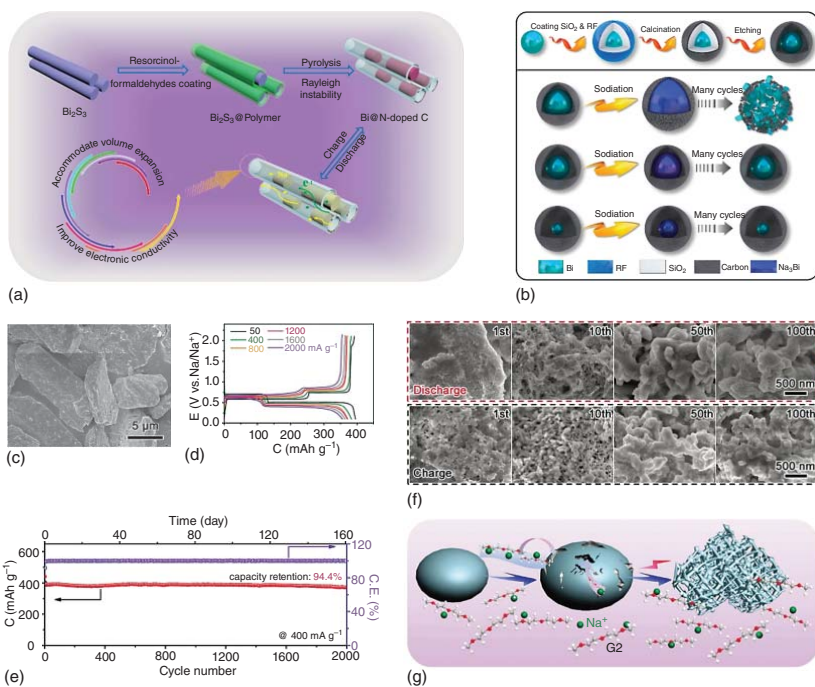 Resorcinol-
formaldehydes coating
Pyrolysis
Rayleigh
instability
Bi₂S₃
Bi₂S₃@Polymer
Bi@N-doped C
Charge
Discharge
Accommodate volume expansion
Improve electronic conductivity
(a)
Coating SiO₂ & RF
Calcination
Etching
Sodiation
Many cycles
Sodiation
Many cycles
Sodiation
Many cycles
Bi
RF
SiO₂
Carbon
Na₃Bi
(b)
5 μm
(c)
50
400
800
1200
1600
2000 mA g⁻¹
E (V vs.Na/Na⁺)
2.0
1.5
1.0
0.5
0.0
0 100 200 300 400
C (mAh g⁻¹)
(d)
1st 10th 50th 100th
Discharge
500 nm
1st 10th 50th 100th
Charge
500 nm
(f)
Time (day)
0 30 60 90 120 160
C (mAh g⁻¹)
600
400
200
0
120
80
40
0
C.E. (%)
capacity retention: 94.4%
@ 400 mA g⁻¹
0 400 800 1200 1600 2000
Cycle number
(e)
Na⁺
G2
(g)